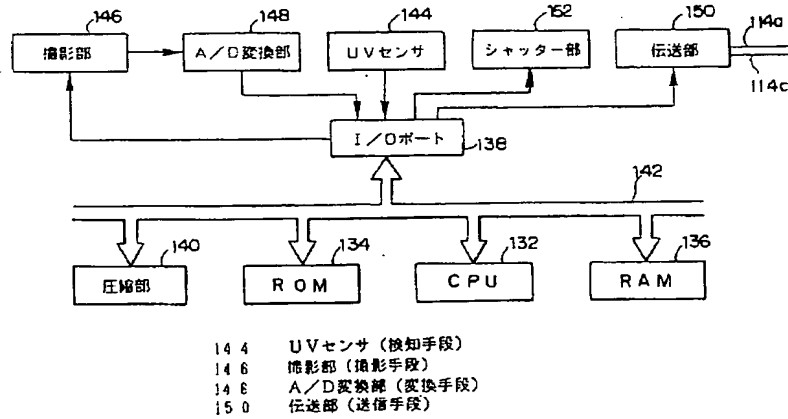 146
148
144
152
150
撮影部
A/D変換部
UVセンサ
シャッター部
伝送部
114a
114c
I/Oポート
138
142
140
134
132
136
圧縮部
ROM
CPU
RAM
144 UVセンサ(検知手段)
146 撮影部(撮影手段)
148 A/D変換部(変換手段)
150 伝送部(送信手段)